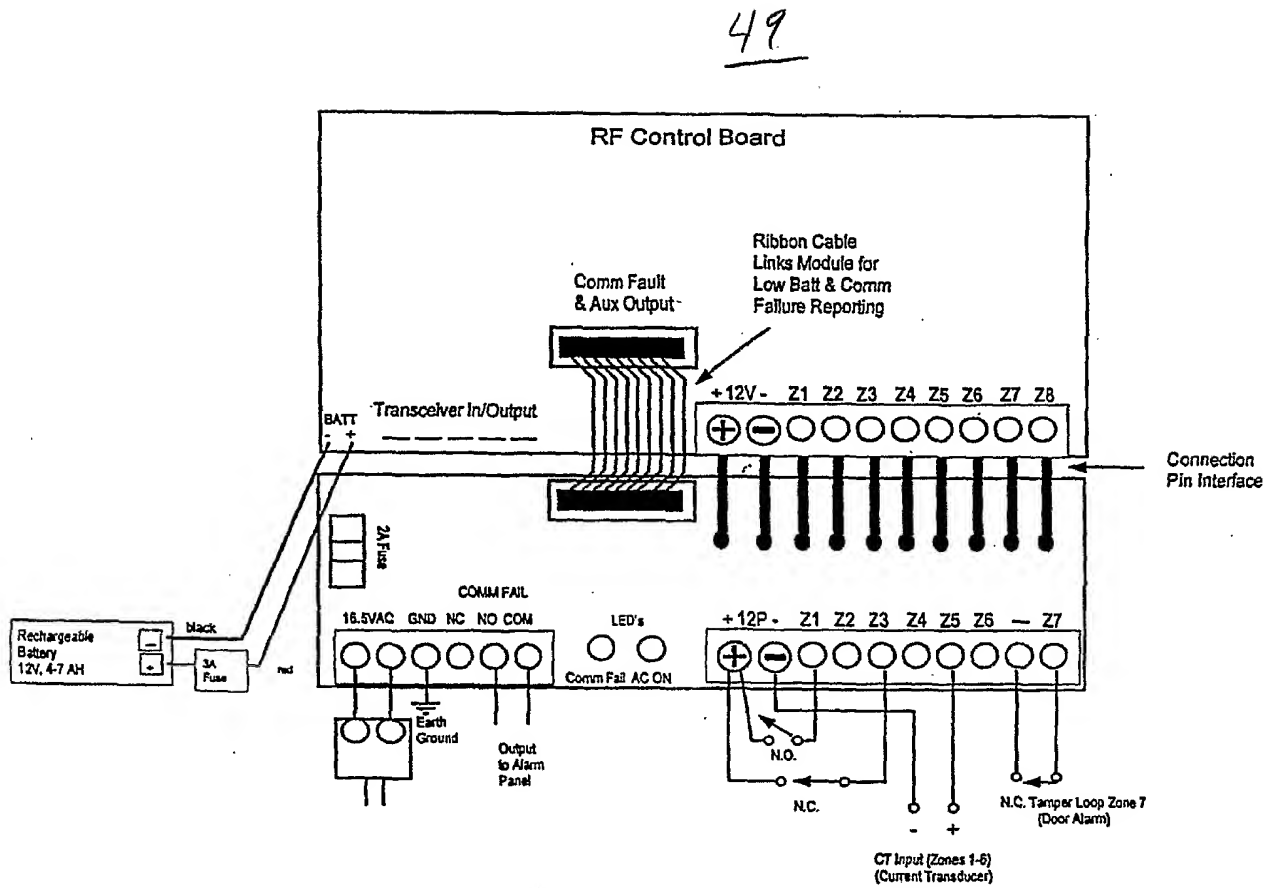 49
RF Control Board
Ribbon Cable
Links Module for
Low Batt & Comm
Failure Reporting
Comm Fault
& Aux Output
+ 12V - Z1 Z2 Z3 Z4 Z5 Z6 Z7 Z8
Transceiver In/Output
BATT
- +
Connection
Pin Interface
2A Fuse
COMM FAIL
16.5VAC GND NC NO COM
LED's
Comm Fail AC ON
+ 12P - Z1 Z2 Z3 Z4 Z5 Z6 — Z7
Rechargeable
Battery
12V, 4-7 AH
-
+
black
3A
Fuse
red
Earth
Ground
Output
to Alarm
Panel
N.O.
N.C.
N.C. Tamper Loop Zone 7
(Door Alarm)
- +
CT Input (Zones 1-6)
(Current Transducer)